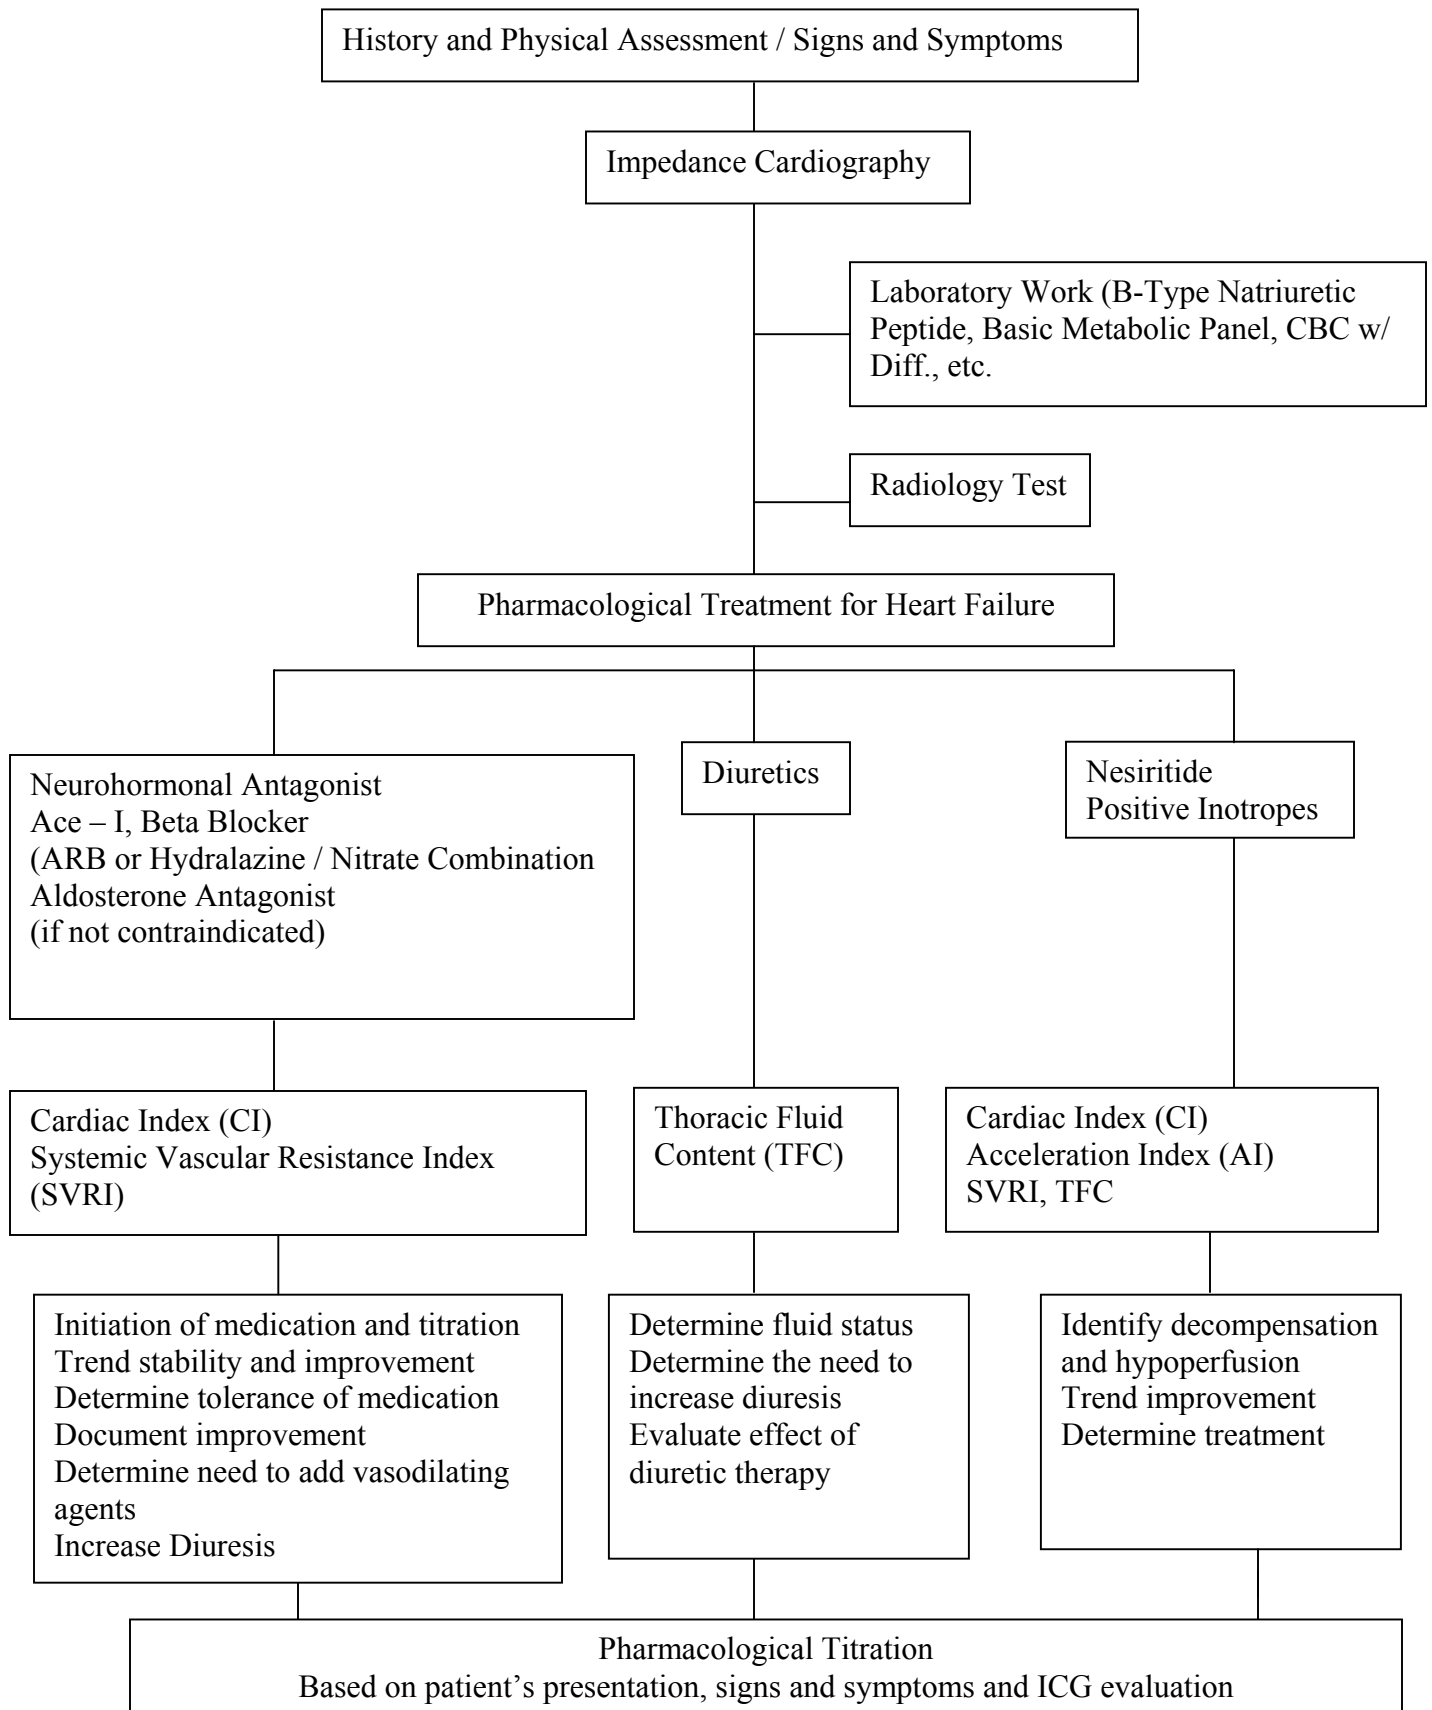 History and Physical Assessment / Signs and Symptoms
Impedance Cardiography
Laboratory Work (B-Type Natriuretic
Peptide, Basic Metabolic Panel, CBC w/
Diff., etc.
Radiology Test
Pharmacological Treatment for Heart Failure
Neurohormonal Antagonist
Ace – I, Beta Blocker
(ARB or Hydralazine / Nitrate Combination
Aldosterone Antagonist
(if not contraindicated)
Diuretics
Nesiritide
Positive Inotropes
Cardiac Index (CI)
Systemic Vascular Resistance Index
(SVRI)
Thoracic Fluid
Content (TFC)
Cardiac Index (CI)
Acceleration Index (AI)
SVRI, TFC
Initiation of medication and titration
Trend stability and improvement
Determine tolerance of medication
Document improvement
Determine need to add vasodilating
agents
Increase Diuresis
Determine fluid status
Determine the need to
increase diuresis
Evaluate effect of
diuretic therapy
Identify decompensation
and hypoperfusion
Trend improvement
Determine treatment
Pharmacological Titration
Based on patient’s presentation, signs and symptoms and ICG evaluation